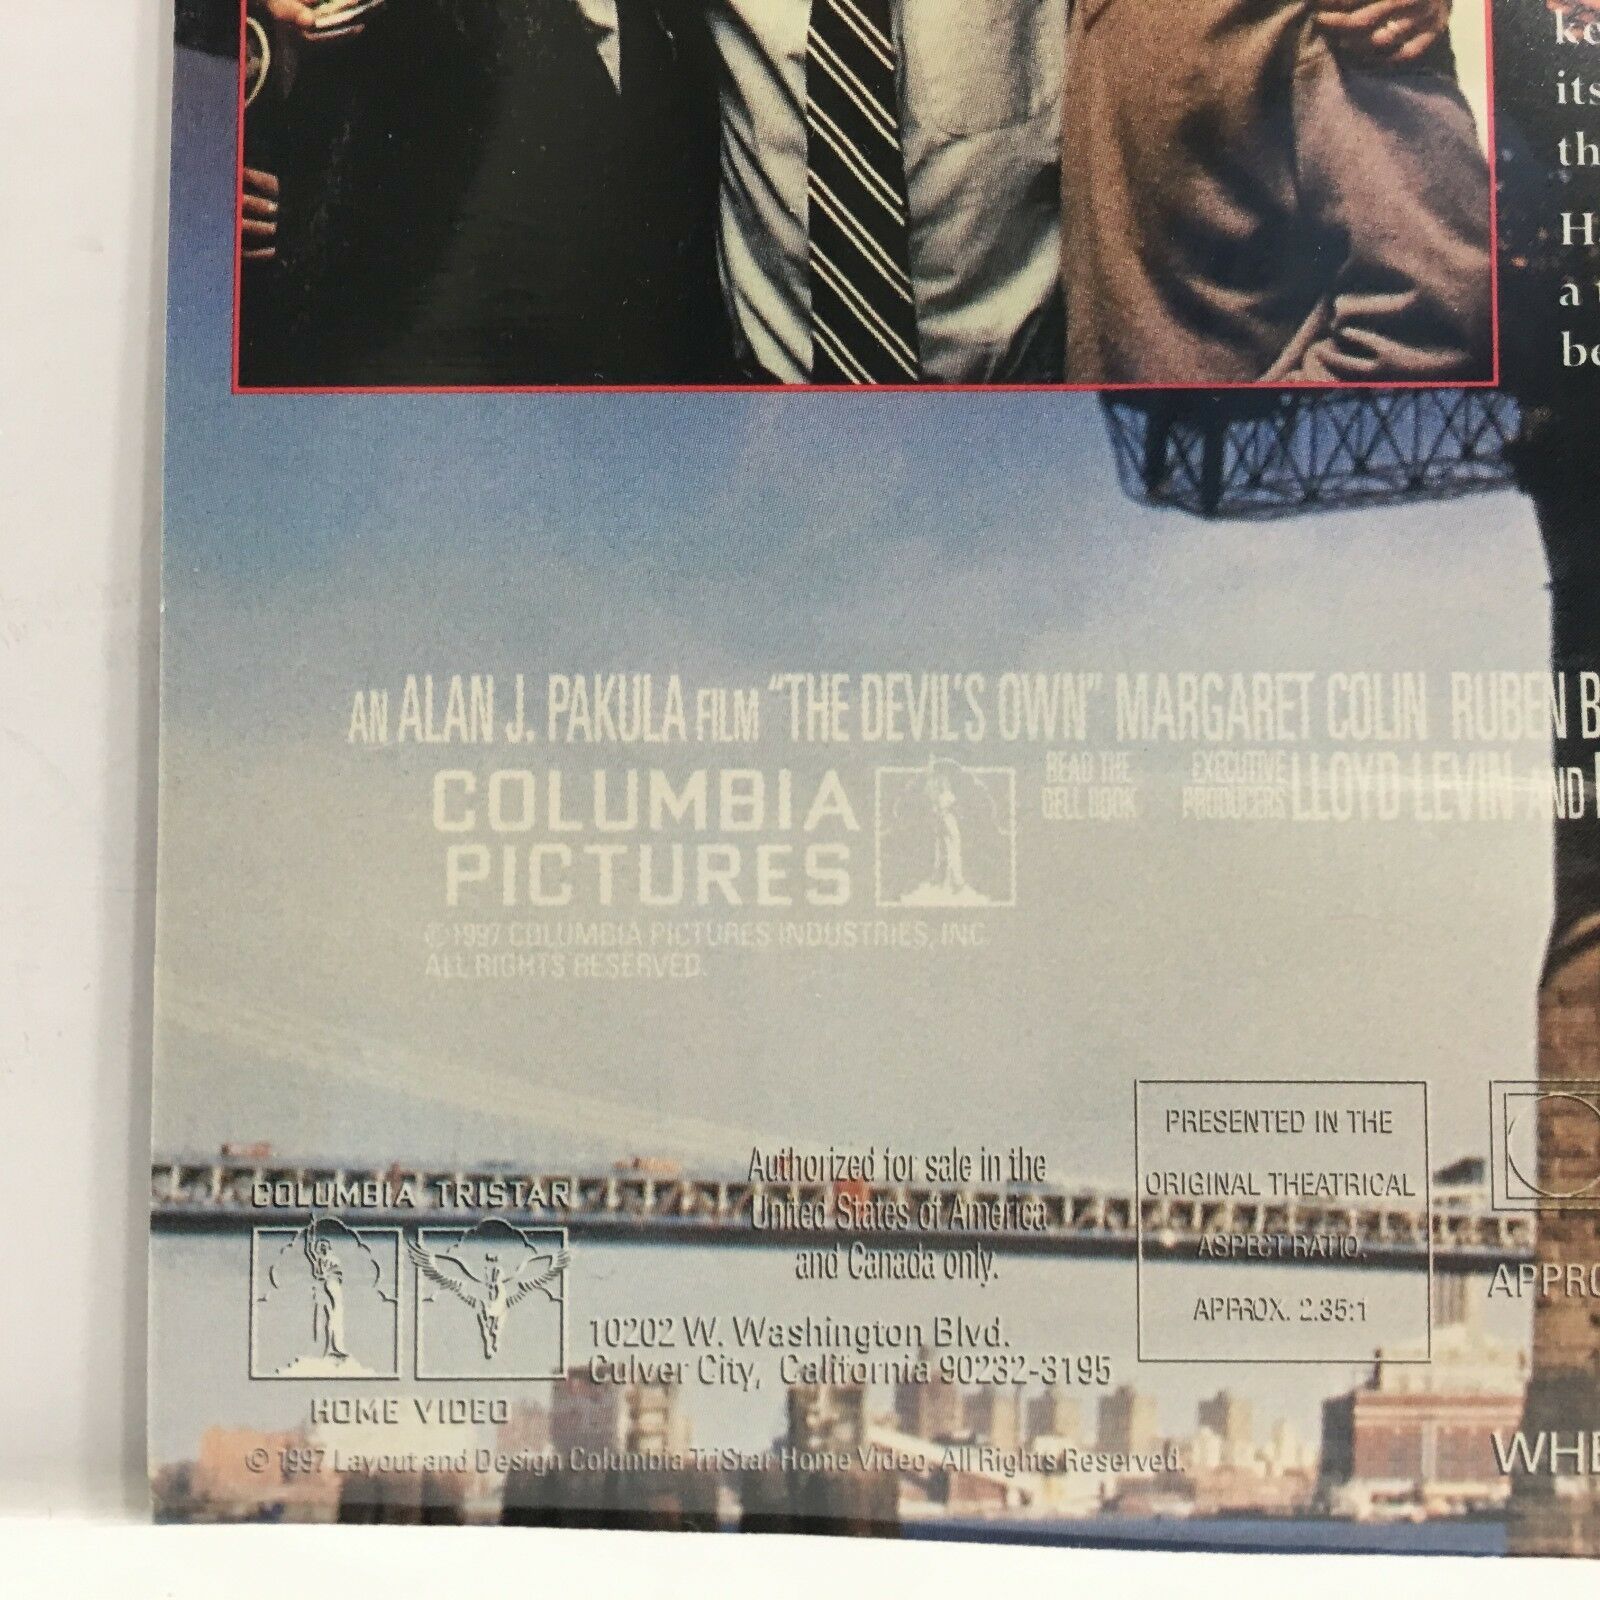 its
H
a
AN ALAN J. PAKULA FILM "THE DEVIL'S OWN" MARGARET COLIN RUBEN B
READ THE EXECUTIVE
DELL BOOK PRODUCERS LLOYD LEVIN AND
COLUMBIA
PICTURES
© 1997 COLUMBIA PICTURES INDUSTRIES, INC.
ALL RIGHTS RESERVED.
COLUMBIA TRISTAR
HOME VIDEO
Authorized for sale in the
United States of America
and Canada only.
10202 W. Washington Blvd.
Culver City, California 90232-3195
PRESENTED IN THE
ORIGINAL THEATRICAL
ASPECT RATIO.
APPROX. 2.35:1
APPRO
WHE
© 1997 Layout and Design Columbia TriStar Home Video. All Rights Reserved.